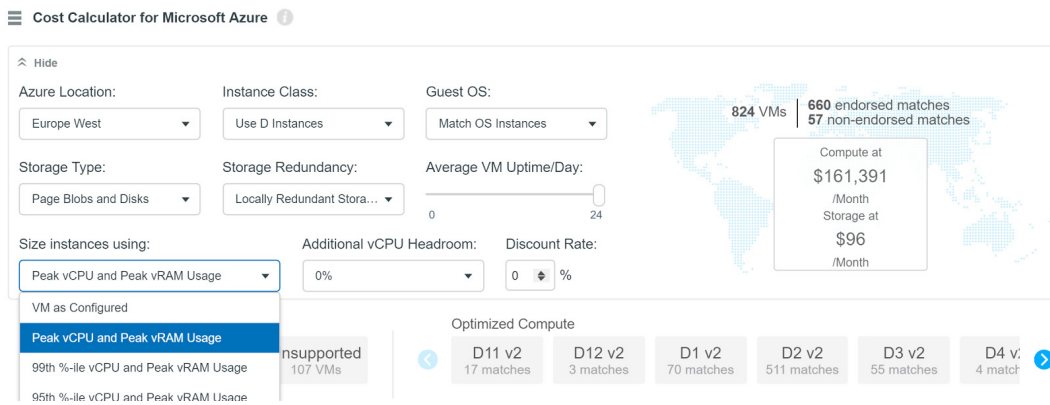 Cost Calculator for Microsoft Azure
Hide
Azure Location:
Instance Class:
Guest OS:
Europe West
Use D Instances
Match OS Instances
824 VMs
660 endorsed matches
57 non-endorsed matches
Storage Type:
Storage Redundancy:
Average VM Uptime/Day:
Page Blobs and Disks
Locally Redundant Stora...
0
24
Compute at
$161,391
/Month
Storage at
$96
/Month
Size instances using:
Additional vCPU Headroom:
Discount Rate:
Peak vCPU and Peak vRAM Usage
0%
0
%
VM as Configured
Peak vCPU and Peak vRAM Usage
99th %-ile vCPU and Peak vRAM Usage
95th %-ile vCPU and Peak vRAM Usage
nsupported
107 VMs
Optimized Compute
D11 v2
17 matches
D12 v2
3 matches
D1 v2
70 matches
D2 v2
511 matches
D3 v2
55 matches
D4 v
4 match